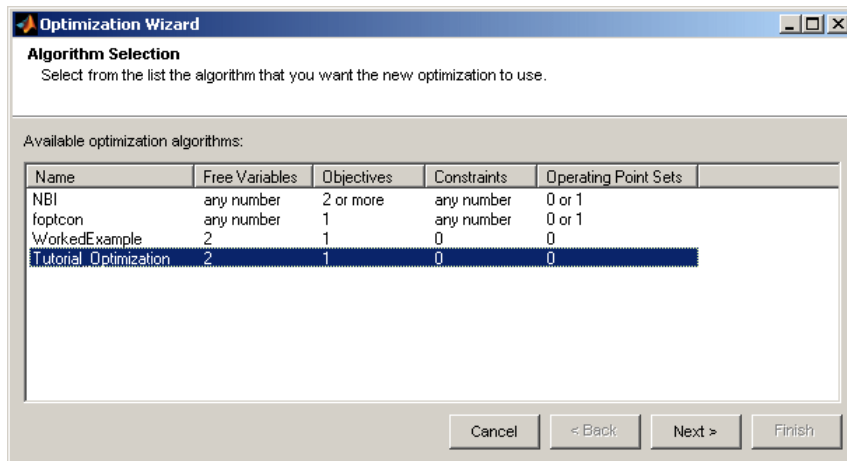 Optimization Wizard
Algorithm Selection
Select from the list the algorithm that you want the new optimization to use.
Available optimization algorithms:
Name Free Variables Objectives Constraints Operating Point Sets
NBI any number 2 or more any number 0 or 1
foptcon any number 1 any number 0 or 1
WorkedExample 2 1 0 0
Tutorial_Optimization 2 1 0 0
Cancel < Back Next > Finish